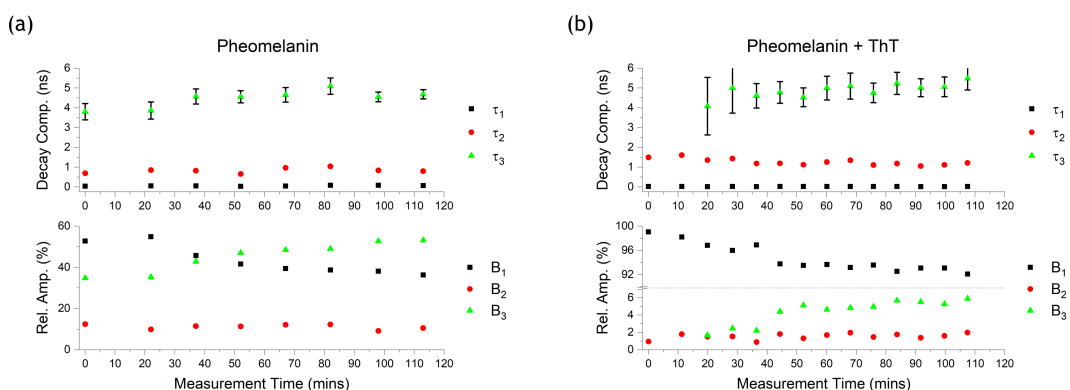 (a)
Pheomelanin
Decay Comp. (ns)
6
5
4
3
2
1
0
0 10 20 30 40 50 60 70 80 90 100 110 120
τ1
τ2
τ3
Rel. Amp. (%)
60
40
20
0
0 10 20 30 40 50 60 70 80 90 100 110 120
Measurement Time (mins)
B1
B2
B3
(b)
Pheomelanin + ThT
Decay Comp. (ns)
6
5
4
3
2
1
0
0 10 20 30 40 50 60 70 80 90 100 110 120
τ1
τ2
τ3
Rel. Amp. (%)
100
96
92
6
4
2
0
0 10 20 30 40 50 60 70 80 90 100 110 120
Measurement Time (mins)
B1
B2
B3